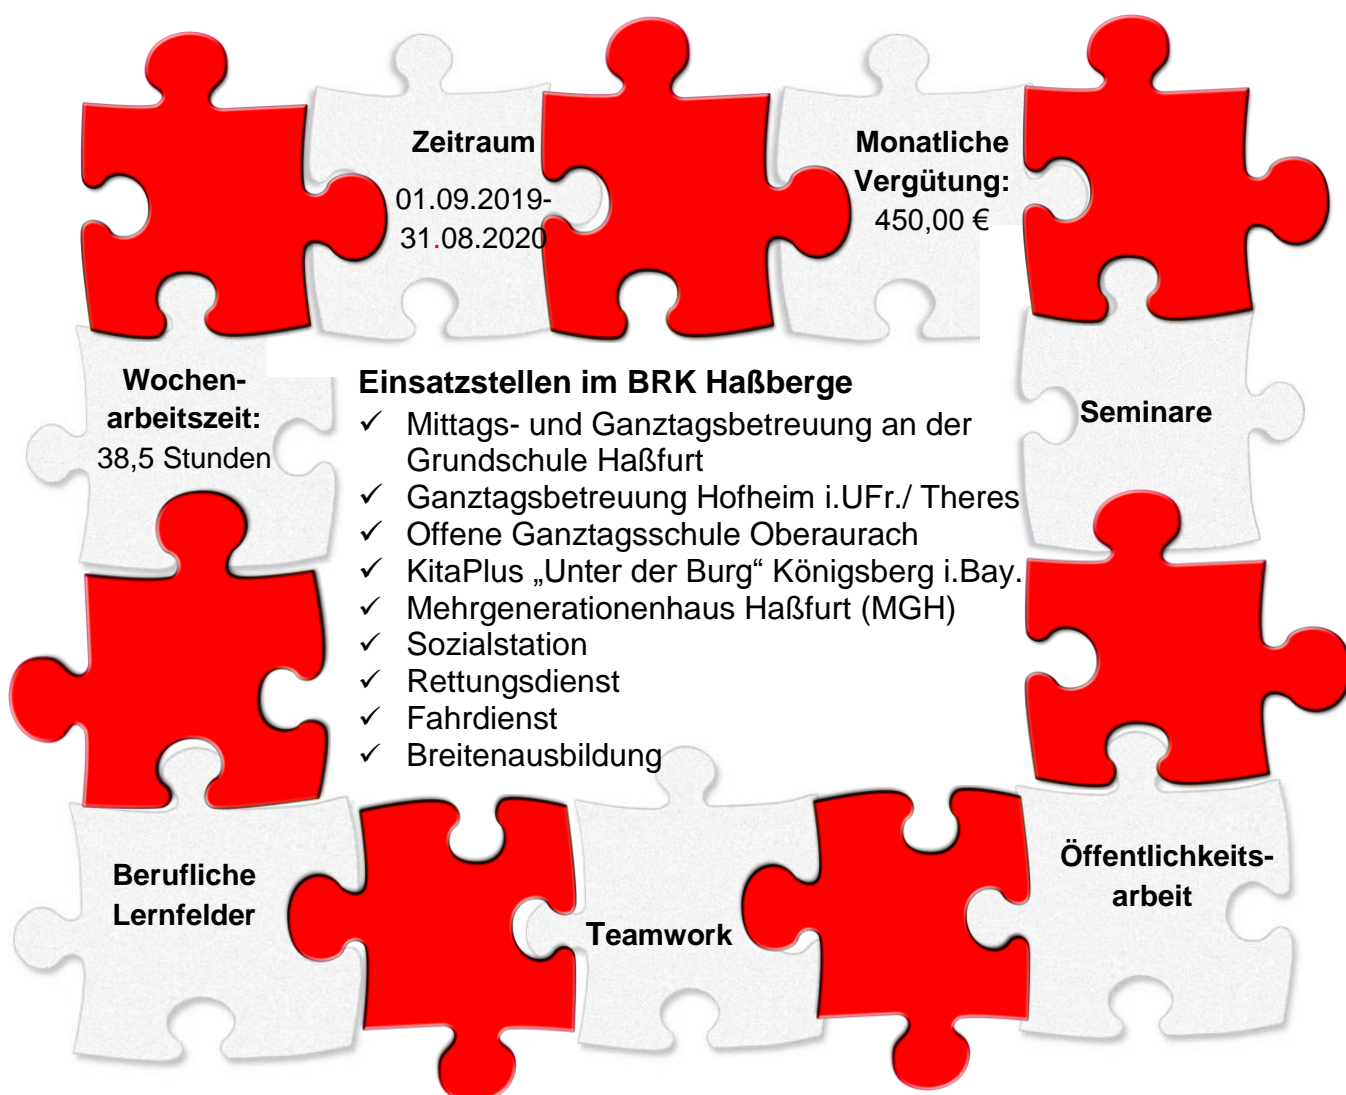 Zeitraum
01.09.2019-
31.08.2020
Monatliche
Vergütung:
450,00 €
Wochen-
arbeitszeit:
38,5 Stunden
Einsatzstellen im BRK Haßberge
✓ Mittags- und Ganztagsbetreuung an der
Grundschule Haßfurt
✓ Ganztagsbetreuung Hofheim i.UFr./ Theres
✓ Offene Ganztagsschule Oberaurach
✓ KitaPlus „Unter der Burg“ Königsberg i.Bay.
✓ Mehrgenerationenhaus Haßfurt (MGH)
✓ Sozialstation
✓ Rettungsdienst
✓ Fahrdienst
✓ Breitenausbildung
Seminare
Berufliche
Lernfelder
Teamwork
Öffentlichkeits-
arbeit